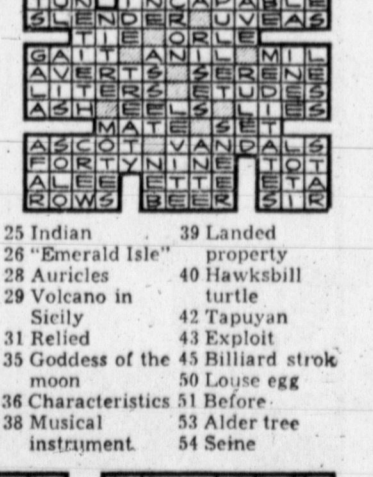 TUN INCAPABLE
SLENDER UVEAS
TIE ORLE
GAIT ANIL MIL
AVERTS SERENE
LITERS ETUDES
ASH EELS LIES
MATE SET
ASCOT VANDALS
FORTYNINE TOT
ALEE ETTE ETA
ROWS BEER SIR
25 Indian
26 "Emerald Isle"
28 Auricles
29 Volcano in
Sicily
31 Relied
35 Goddess of the
moon
36 Characteristics
38 Musical
instrument
39 Landed
property
40 Hawksbill
turtle
42 Tapuyan
43 Exploit
45 Billiard strok
50 Louse egg
51 Before
53 Alder tree
54 Seine